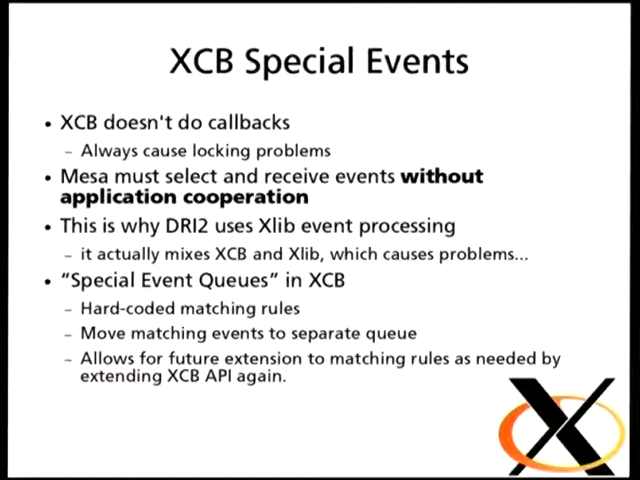 XCB Special Events
• XCB doesn't do callbacks
– Always cause locking problems
• Mesa must select and receive events without
application cooperation
• This is why DRI2 uses Xlib event processing
– it actually mixes XCB and Xlib, which causes problems...
• “Special Event Queues” in XCB
– Hard-coded matching rules
– Move matching events to separate queue
– Allows for future extension to matching rules as needed by
extending XCB API again.